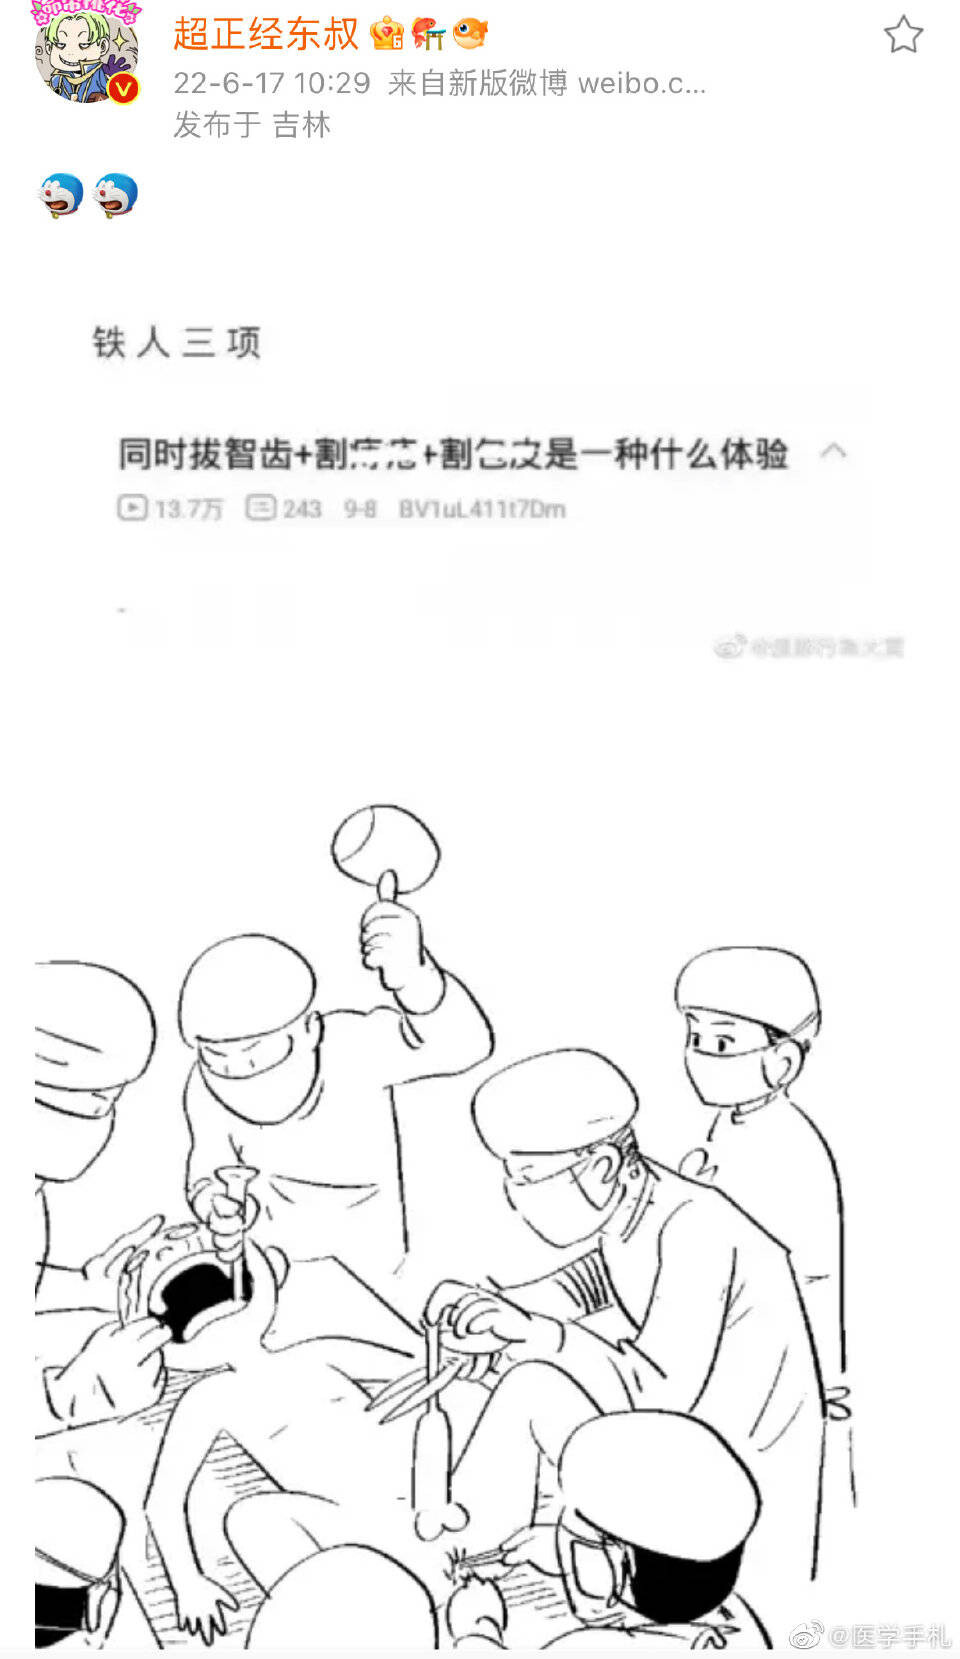 超正经东叔
22-6-17 10:29 来自新版微博 weibo.c...
发布于 吉林
铁人三项
同时拔智齿+割痔疮+割包皮是一种什么体验
13.7万 243 9-8 BV1uL411t7Dm
@医学手札